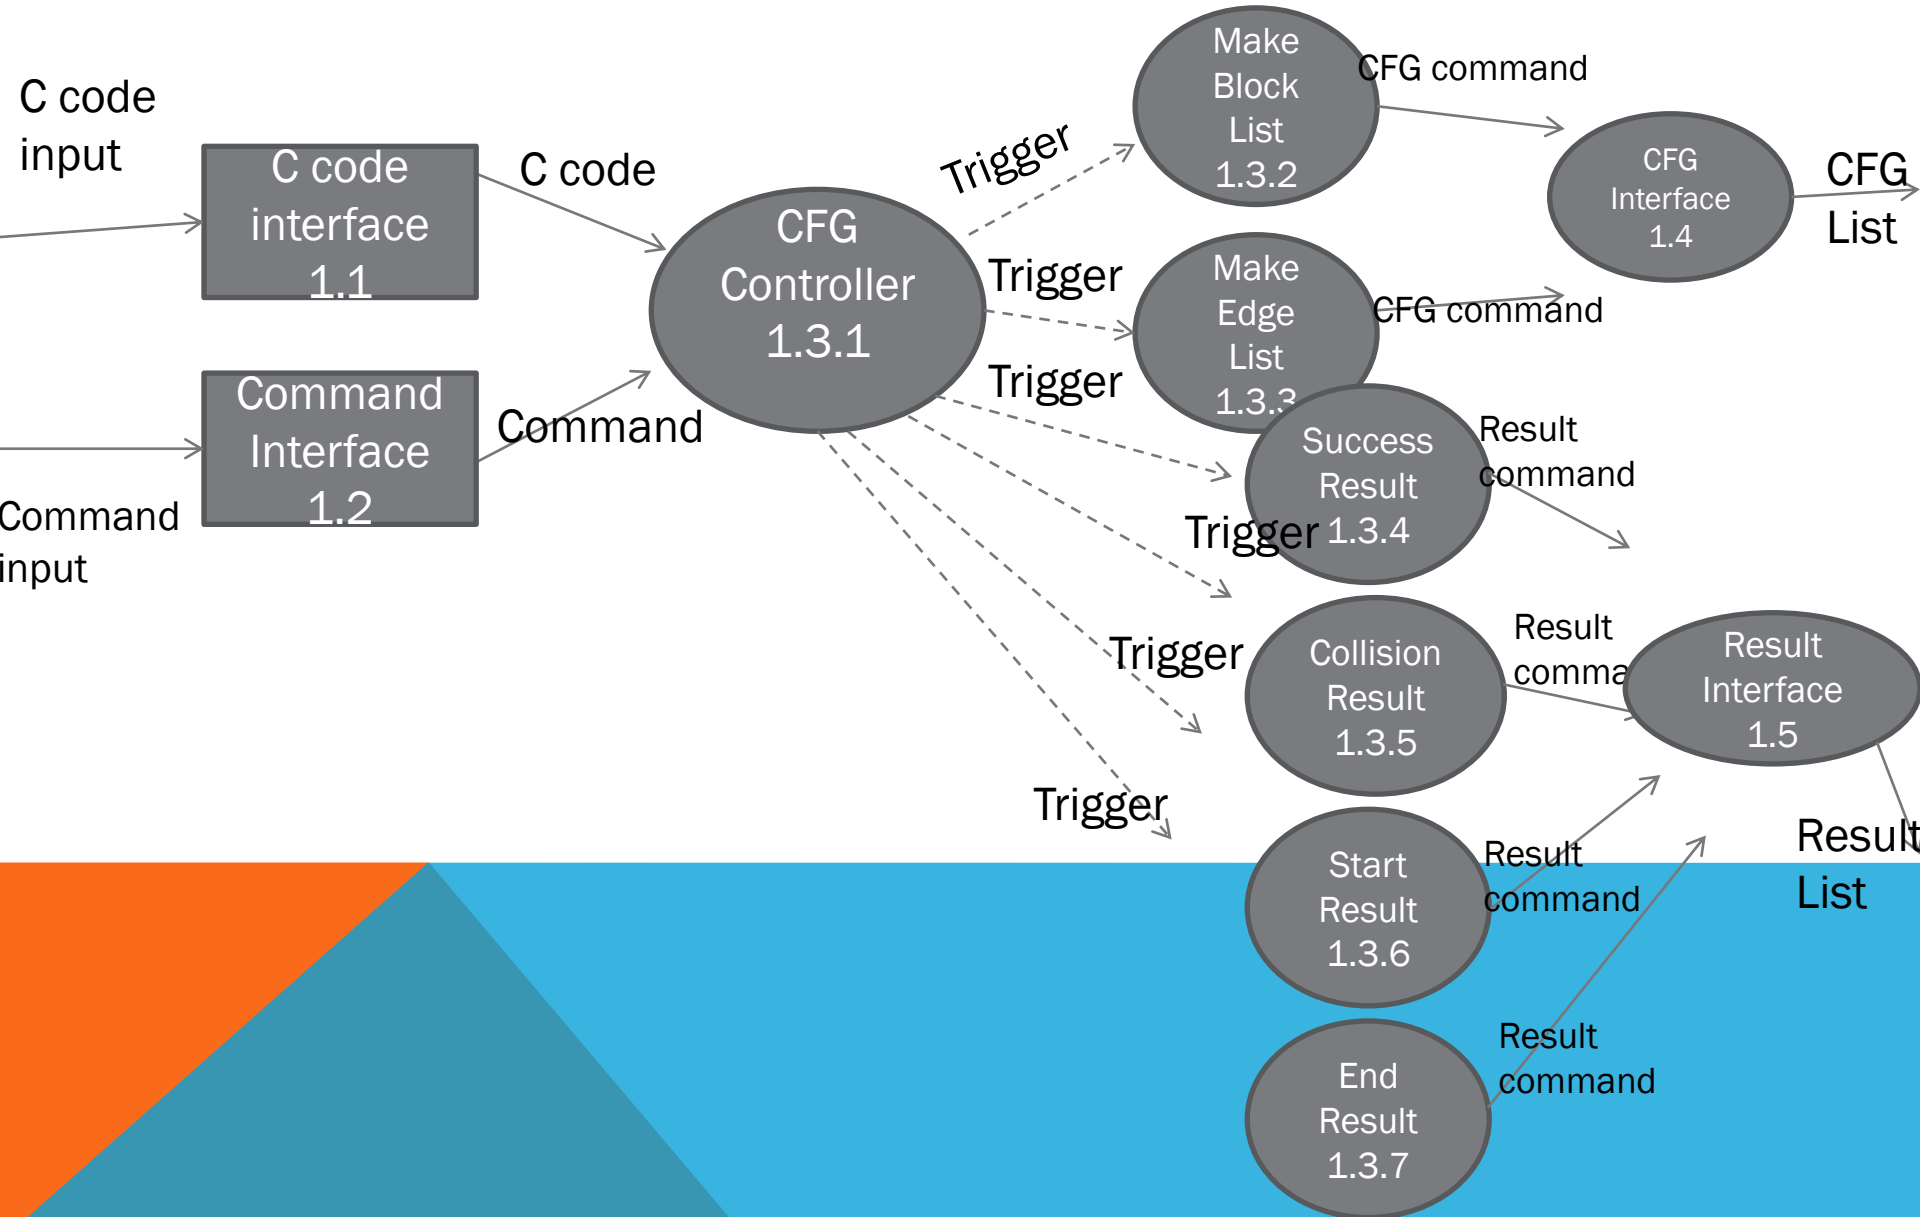 C code
input
C code
interface
1.1
C code
Command
Interface
1.2
Command
Command
input
CFG
Controller
1.3.1
Trigger
Trigger
Trigger
Trigger
Trigger
Trigger
Make
Block
List
1.3.2
CFG command
Make
Edge
List
1.3.3
CFG command
CFG
Interface
1.4
CFG
List
Success
Result
1.3.4
Result
command
Collision
Result
1.3.5
Result
comma
Result
Interface
1.5
Start
Result
1.3.6
Result
command
Result
List
End
Result
1.3.7
Result
command